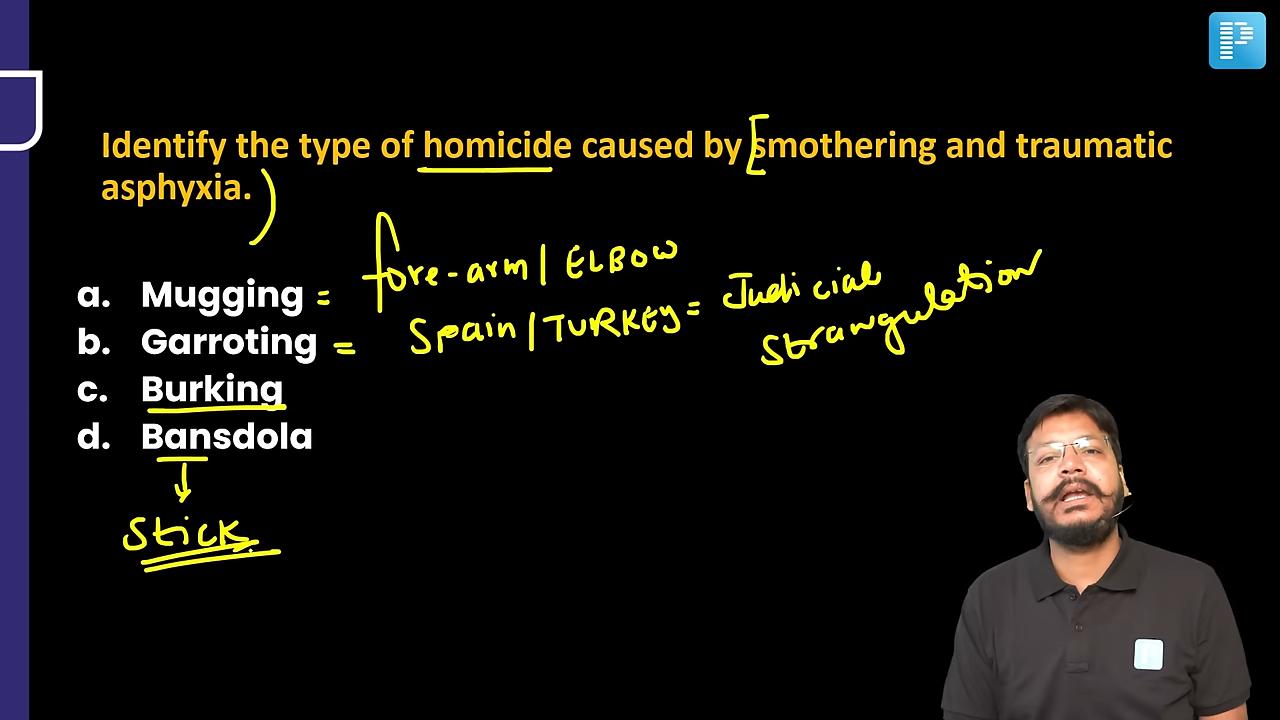 Identify the type of homicide caused by [smothering and traumatic
asphyxia. )
a. Mugging = fore-arm / ELBOW
b. Garroting = Spain / TURKEY = Judicial strangulation
c. Burking
d. Bansdola
↓
Stick
P